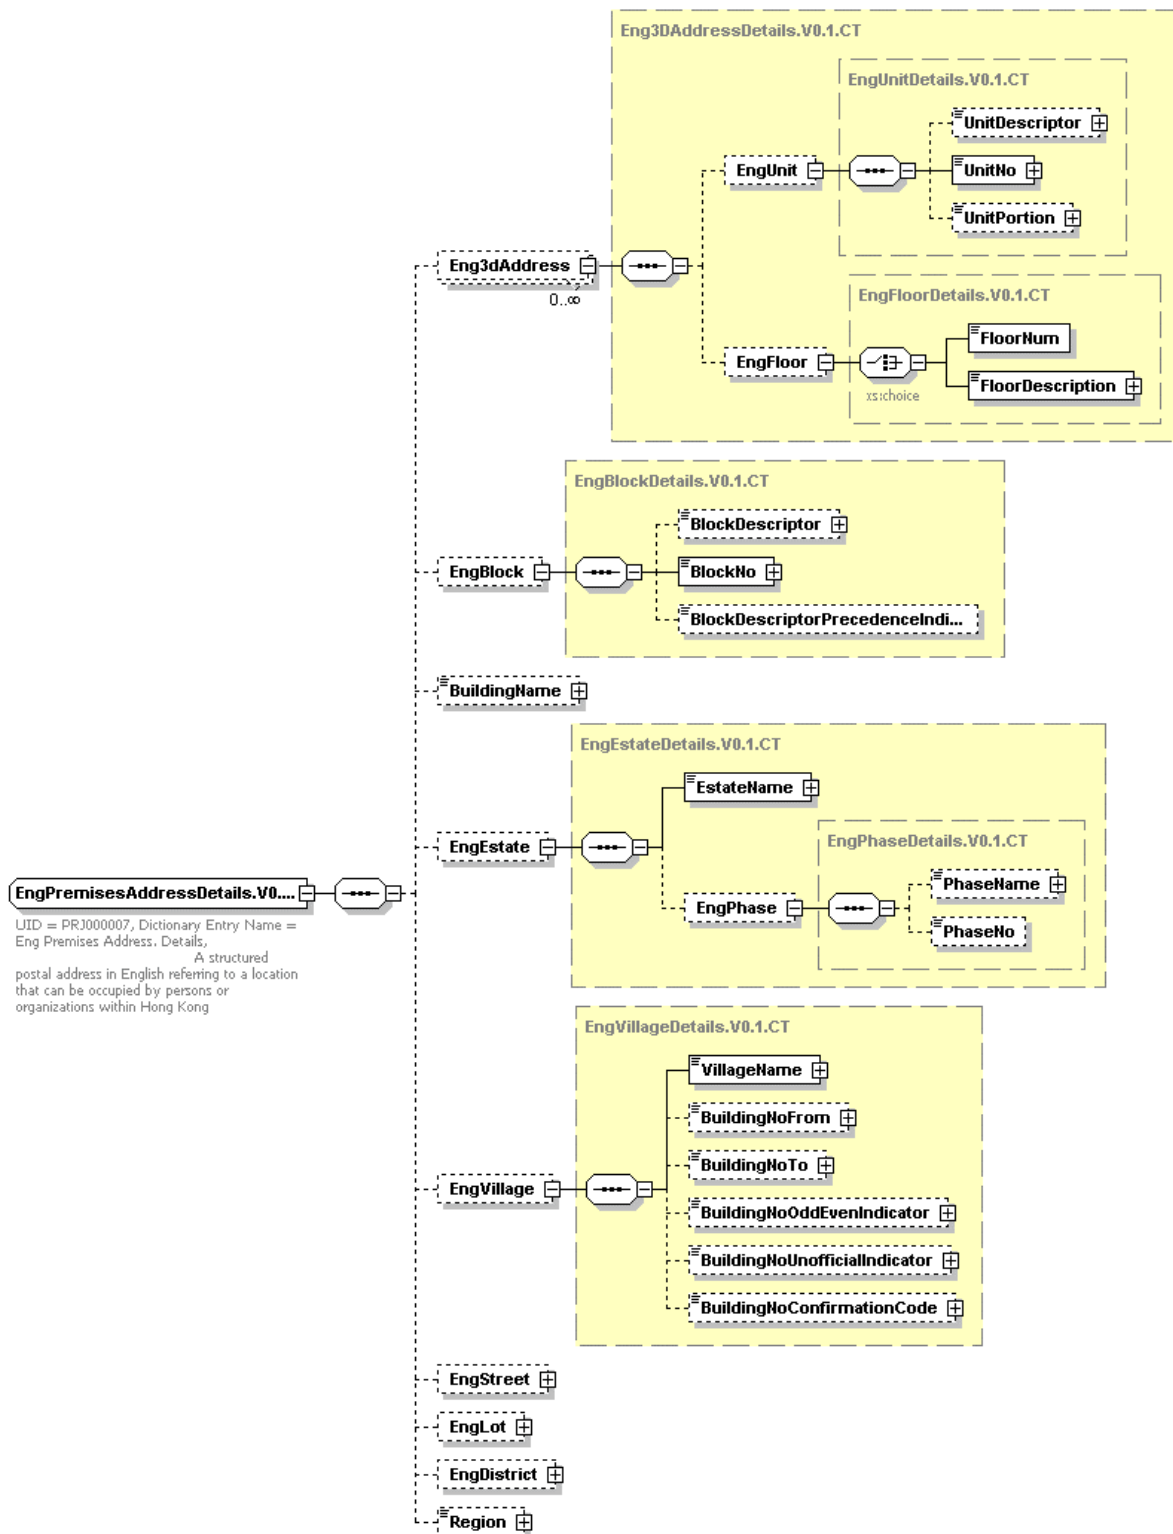 Eng3DAddressDetails.V0.1.CT
EngUnitDetails.V0.1.CT
UnitDescriptor
EngUnit
UnitNo
UnitPortion
Eng3dAddress
0..∞
EngFloorDetails.V0.1.CT
FloorNum
EngFloor
xs:choice
FloorDescription
EngBlockDetails.V0.1.CT
BlockDescriptor
EngBlock
BlockNo
BlockDescriptorPrecedenceIndi...
BuildingName
EngEstateDetails.V0.1.CT
EstateName
EngEstate
EngPhaseDetails.V0.1.CT
PhaseName
EngPhase
PhaseNo
EngPremisesAddressDetails.V0....
UID = PRJ000007, Dictionary Entry Name =
Eng Premises Address. Details,
A structured
postal address in English referring to a location
that can be occupied by persons or
organizations within Hong Kong
EngVillageDetails.V0.1.CT
VillageName
BuildingNoFrom
BuildingNoTo
EngVillage
BuildingNoOddEvenIndicator
BuildingNoUnofficialIndicator
BuildingNoConfirmationCode
EngStreet
EngLot
EngDistrict
Region